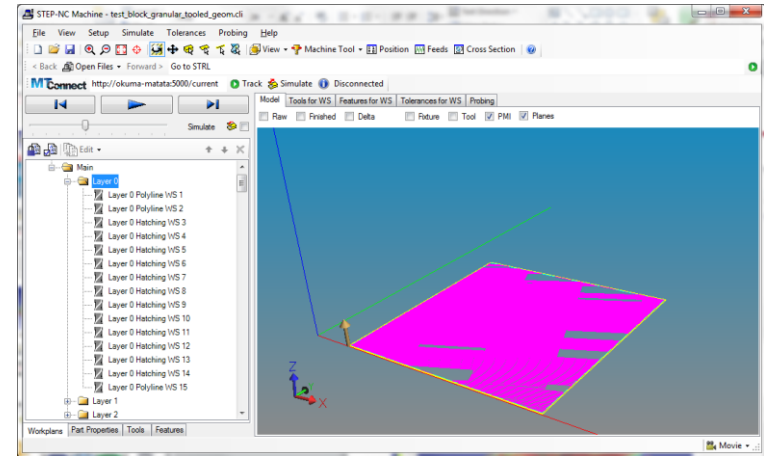 STEP-NC Machine - test_block_granular_tooled_geom.cli
File View Setup Simulate Tolerances Probing Help
View Machine Tool Position Feeds Cross Section
< Back Open Files Forward > Go to STRL
MTConnect http://okuma-matata:5000/current Track Simulate Disconnected
Model Tools for WS Features for WS Tolerances for WS Probing
Raw Finished Delta Fixture Tool PMI Planes
Simulate
Edit
Main
Layer 0
Layer 0 Polyline WS 1
Layer 0 Polyline WS 2
Layer 0 Hatching WS 3
Layer 0 Hatching WS 4
Layer 0 Hatching WS 5
Layer 0 Hatching WS 6
Layer 0 Hatching WS 7
Layer 0 Hatching WS 8
Layer 0 Hatching WS 9
Layer 0 Hatching WS 10
Layer 0 Hatching WS 11
Layer 0 Hatching WS 12
Layer 0 Hatching WS 13
Layer 0 Hatching WS 14
Layer 0 Polyline WS 15
Layer 1
Layer 2
Z
X
Workplans Part Properties Tools Features
Movie